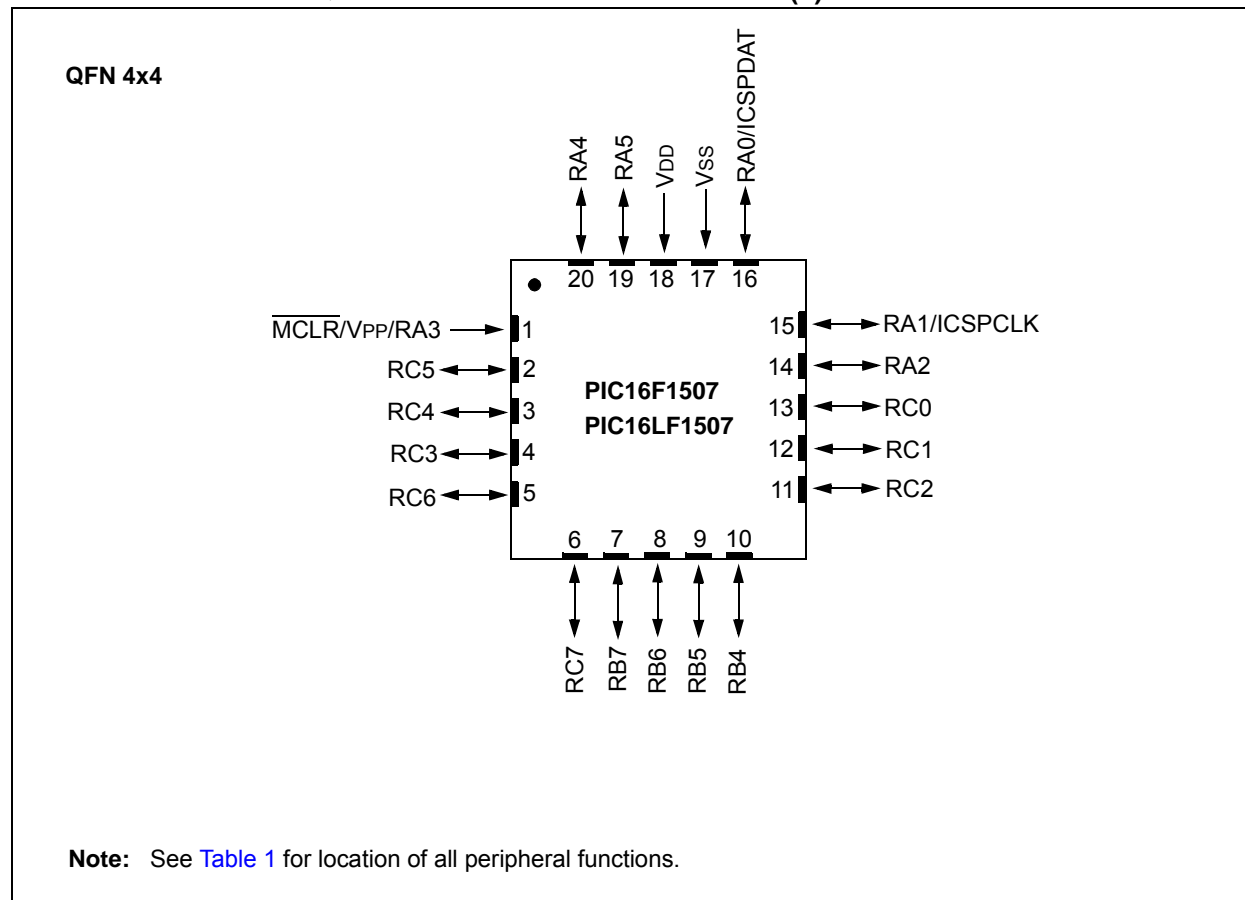 QFN 4x4
RA4
RA5
VDD
VSS
RA0/ICSPDAT
20 19 18 17 16
MCLR/VPP/RA3
1
15
RA1/ICSPCLK
RC5
2
14
RA2
RC4
3
13
RC0
RC3
4
12
RC1
RC6
5
11
RC2
PIC16F1507
PIC16LF1507
6 7 8 9 10
RC7
RB7
RB6
RB5
RB4
Note: See Table 1 for location of all peripheral functions.